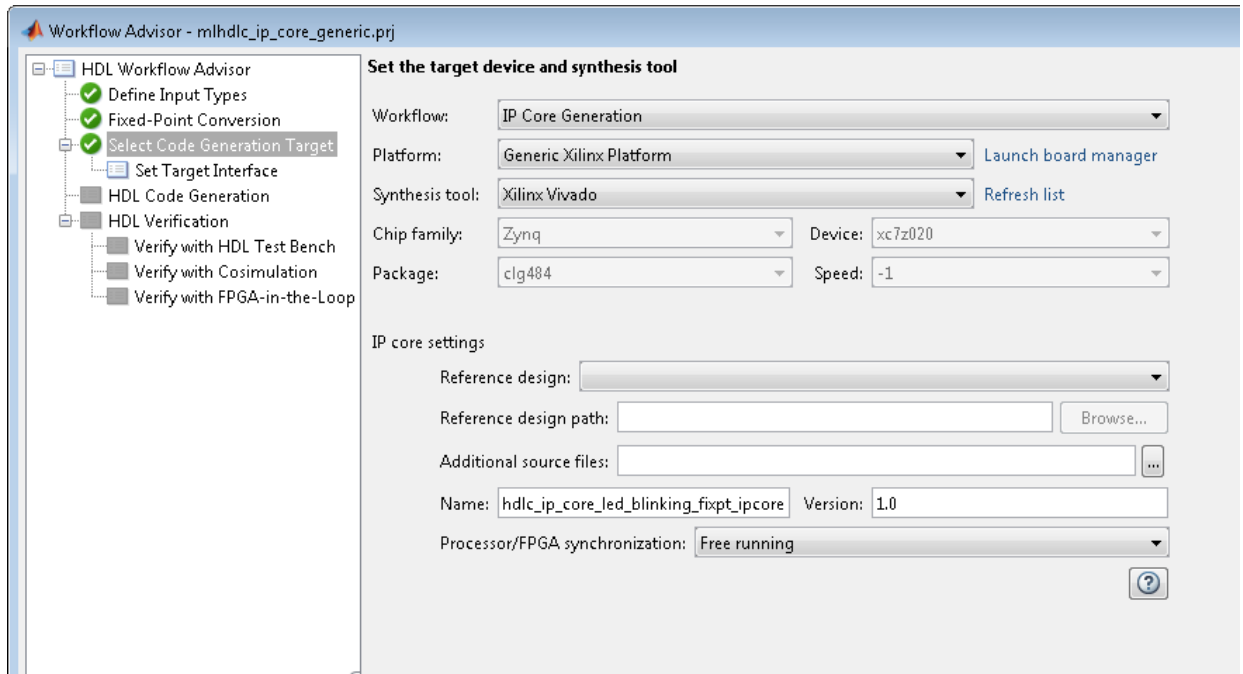 Workflow Advisor - mlhdlc_ip_core_generic.prj
HDL Workflow Advisor
Define Input Types
Fixed-Point Conversion
Select Code Generation Target
Set Target Interface
HDL Code Generation
HDL Verification
Verify with HDL Test Bench
Verify with Cosimulation
Verify with FPGA-in-the-Loop
Set the target device and synthesis tool
Workflow: IP Core Generation
Platform: Generic Xilinx Platform Launch board manager
Synthesis tool: Xilinx Vivado Refresh list
Chip family: Zynq Device: xc7z020
Package: clg484 Speed: -1
IP core settings
Reference design:
Reference design path: Browse...
Additional source files: ...
Name: hdlc_ip_core_led_blinking_fixpt_ipcore Version: 1.0
Processor/FPGA synchronization: Free running
?